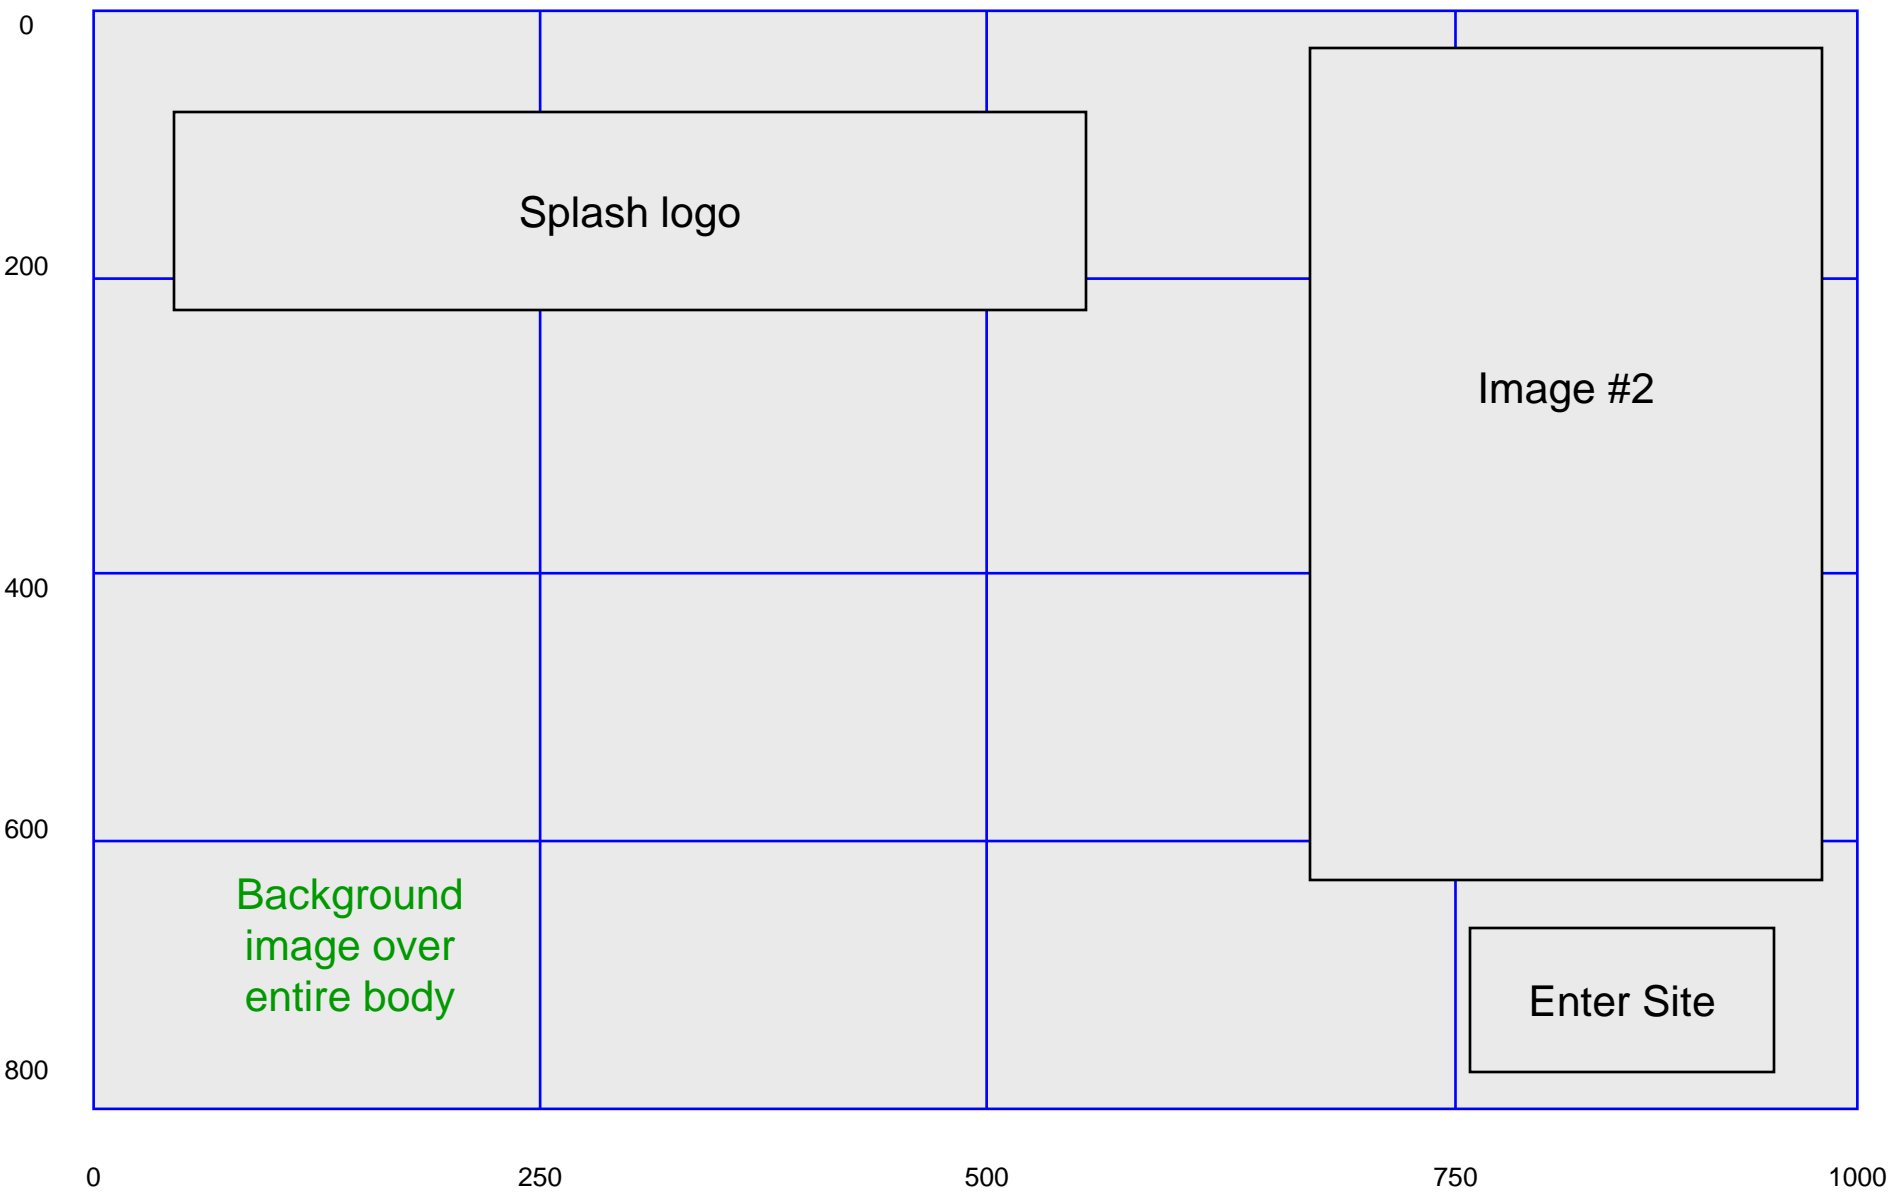 0
Splash logo
200
Image #2
400
600
Background
image over
entire body
Enter Site
800
0
250
500
750
1000